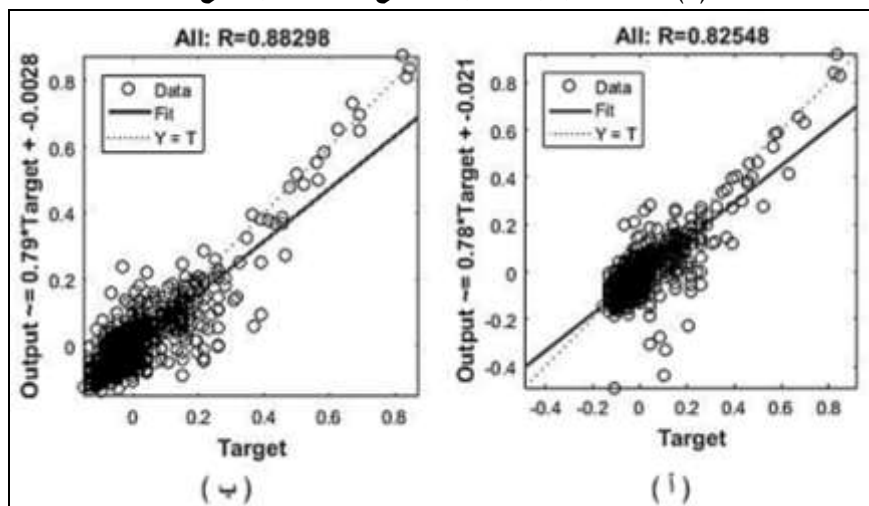 All: R=0.88298
Output ~= 0.79*Target + -0.0028
Data
Fit
Y = T
0.8
0.6
0.4
0.2
0
0 0.2 0.4 0.6 0.8
Target
( ب )
All: R=0.82548
Output ~= 0.78*Target + -0.021
Data
Fit
Y = T
0.8
0.6
0.4
0.2
0
-0.2
-0.4
-0.4 -0.2 0 0.2 0.4 0.6 0.8
Target
( أ )